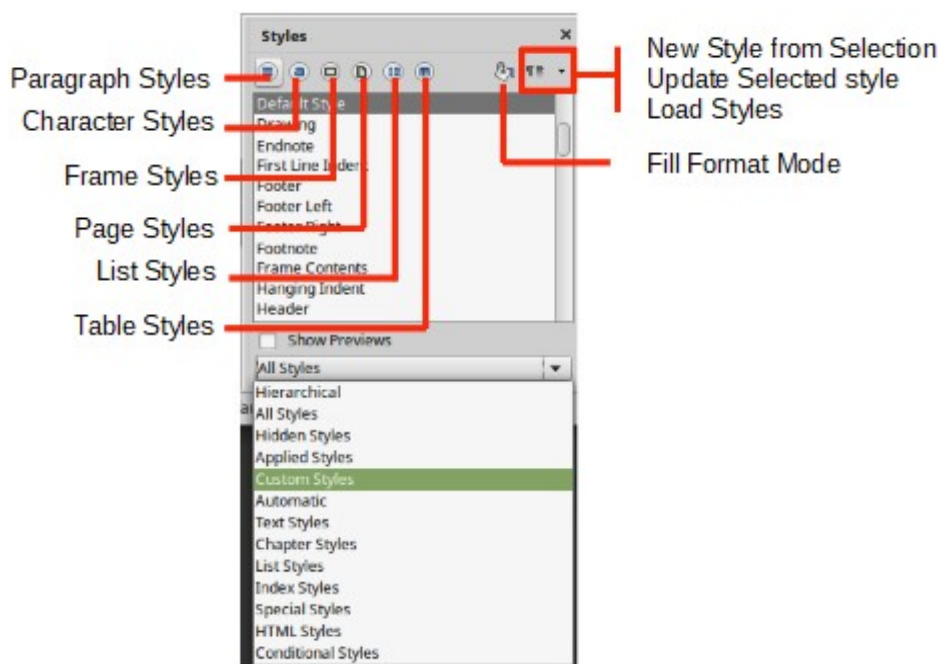 Styles
Paragraph Styles
Character Styles
Frame Styles
Page Styles
List Styles
Table Styles
New Style from Selection
Update Selected style
Load Styles
Fill Format Mode
Default Style
Drawing
Endnote
First Line Indent
Footer
Footer Left
Footer Right
Footnote
Frame Contents
Hanging Indent
Header
Show Previews
All Styles
Hierarchical
All Styles
Hidden Styles
Applied Styles
Custom Styles
Automatic
Text Styles
Chapter Styles
List Styles
Index Styles
Special Styles
HTML Styles
Conditional Styles